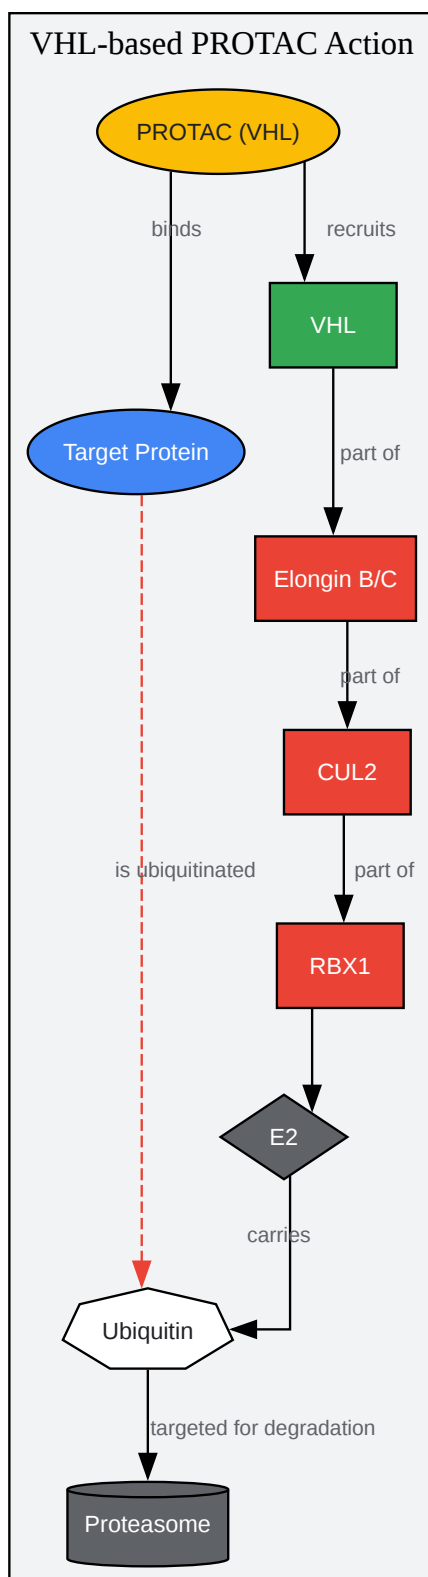 VHL-based PROTAC Action
PROTAC (VHL)
binds
recruits
VHL
Target Protein
part of
Elongin B/C
part of
CUL2
is ubiquitinated
part of
RBX1
E2
carries
Ubiquitin
targeted for degradation
Proteasome